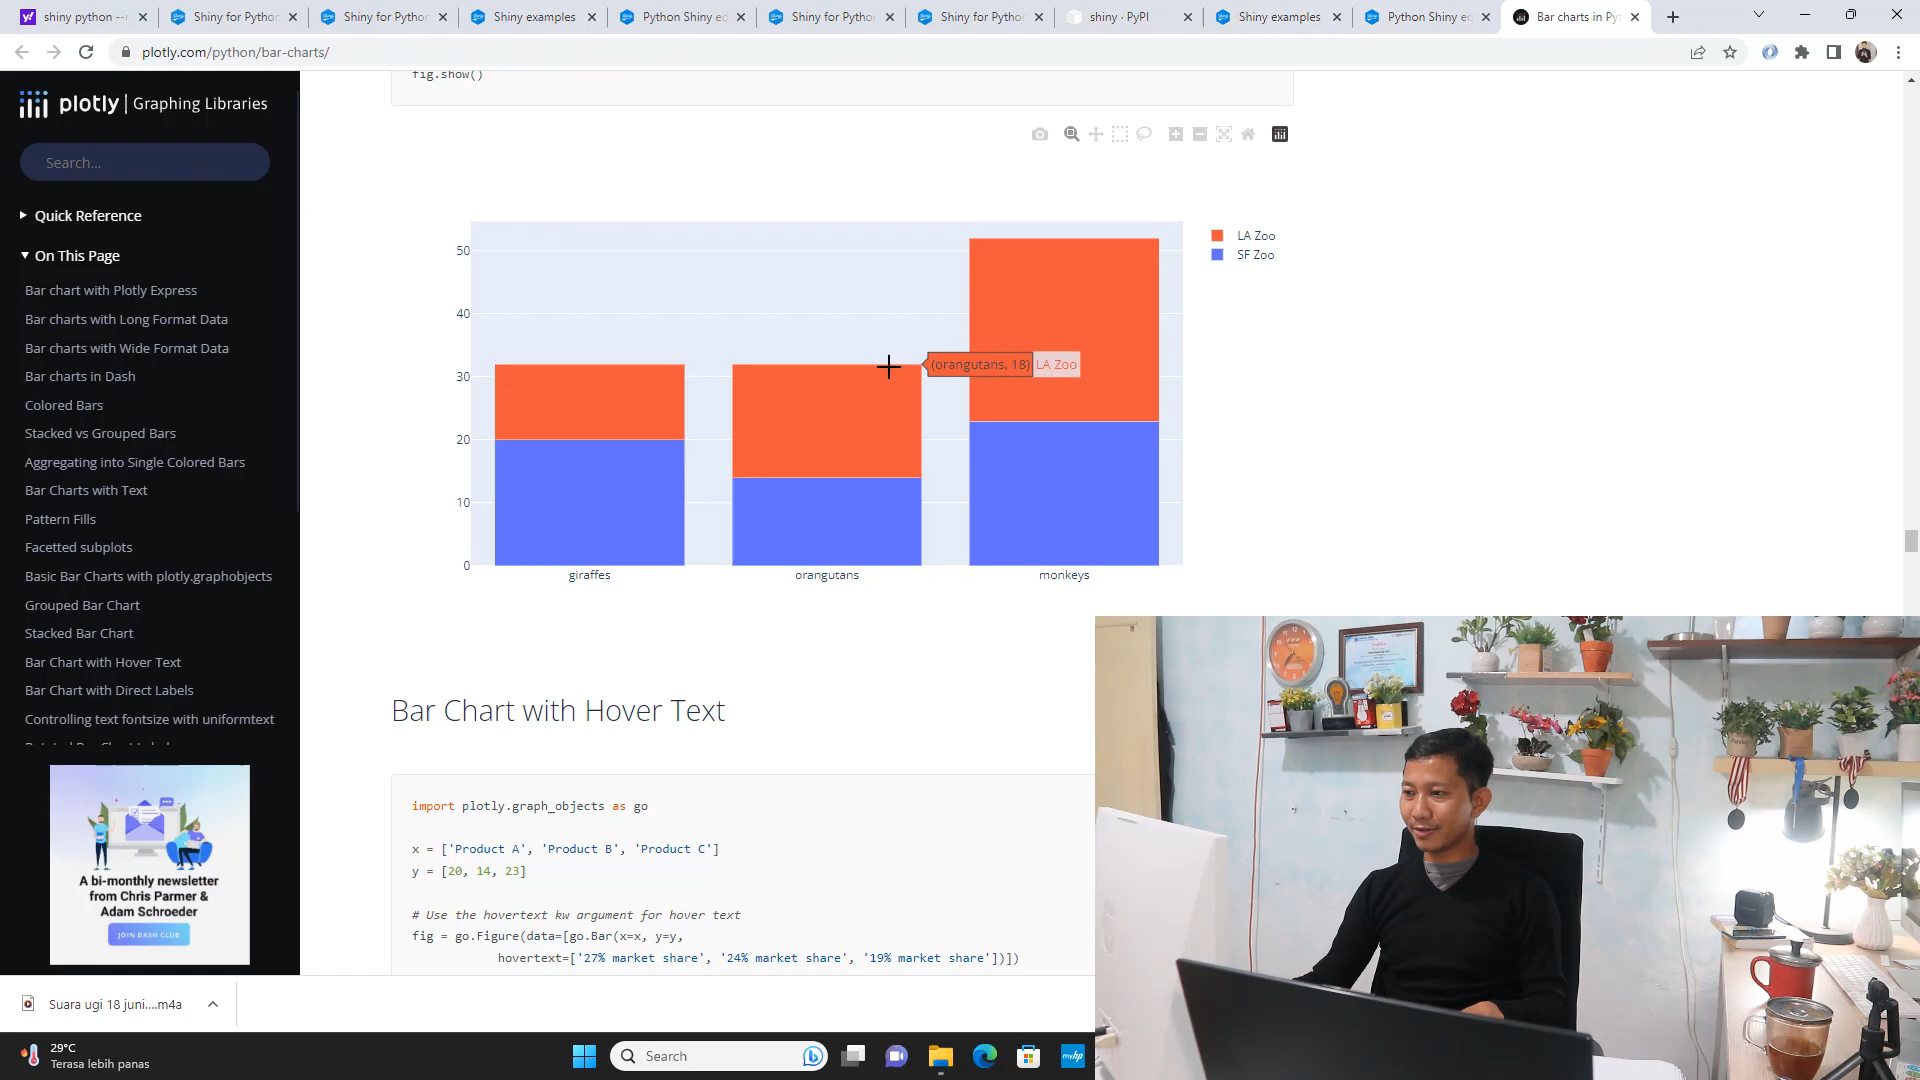 shiny python --
Shiny for Python
Shiny for Python
Shiny examples
Python Shiny ed
Shiny for Python
Shiny for Python
shiny · PyPI
Shiny examples
Python Shiny ed
Bar charts in Pyt
plotly.com/python/bar-charts/
plotly | Graphing Libraries
Search...
Quick Reference
On This Page
Bar chart with Plotly Express
Bar charts with Long Format Data
Bar charts with Wide Format Data
Bar charts in Dash
Colored Bars
Stacked vs Grouped Bars
Aggregating into Single Colored Bars
Bar Charts with Text
Pattern Fills
Facetted subplots
Basic Bar Charts with plotly.graphobjects
Grouped Bar Chart
Stacked Bar Chart
Bar Chart with Hover Text
Bar Chart with Direct Labels
Controlling text fontsize with uniformtext
A bi-monthly newsletter
from Chris Parmer &
Adam Schroeder
JOIN DASH CLUB
fig.show()
50
40
30
20
10
0
giraffes
orangutans
monkeys
(orangutans, 18) LA Zoo
LA Zoo
SF Zoo
Bar Chart with Hover Text
import plotly.graph_objects as go
x = ['Product A', 'Product B', 'Product C']
y = [20, 14, 23]
# Use the hovertext kw argument for hover text
fig = go.Figure(data=[go.Bar(x=x, y=y,
hovertext=['27% market share', '24% market share', '19% market share'])])
Suara ugi 18 juni....m4a
29°C
Terasa lebih panas
Search
myhp